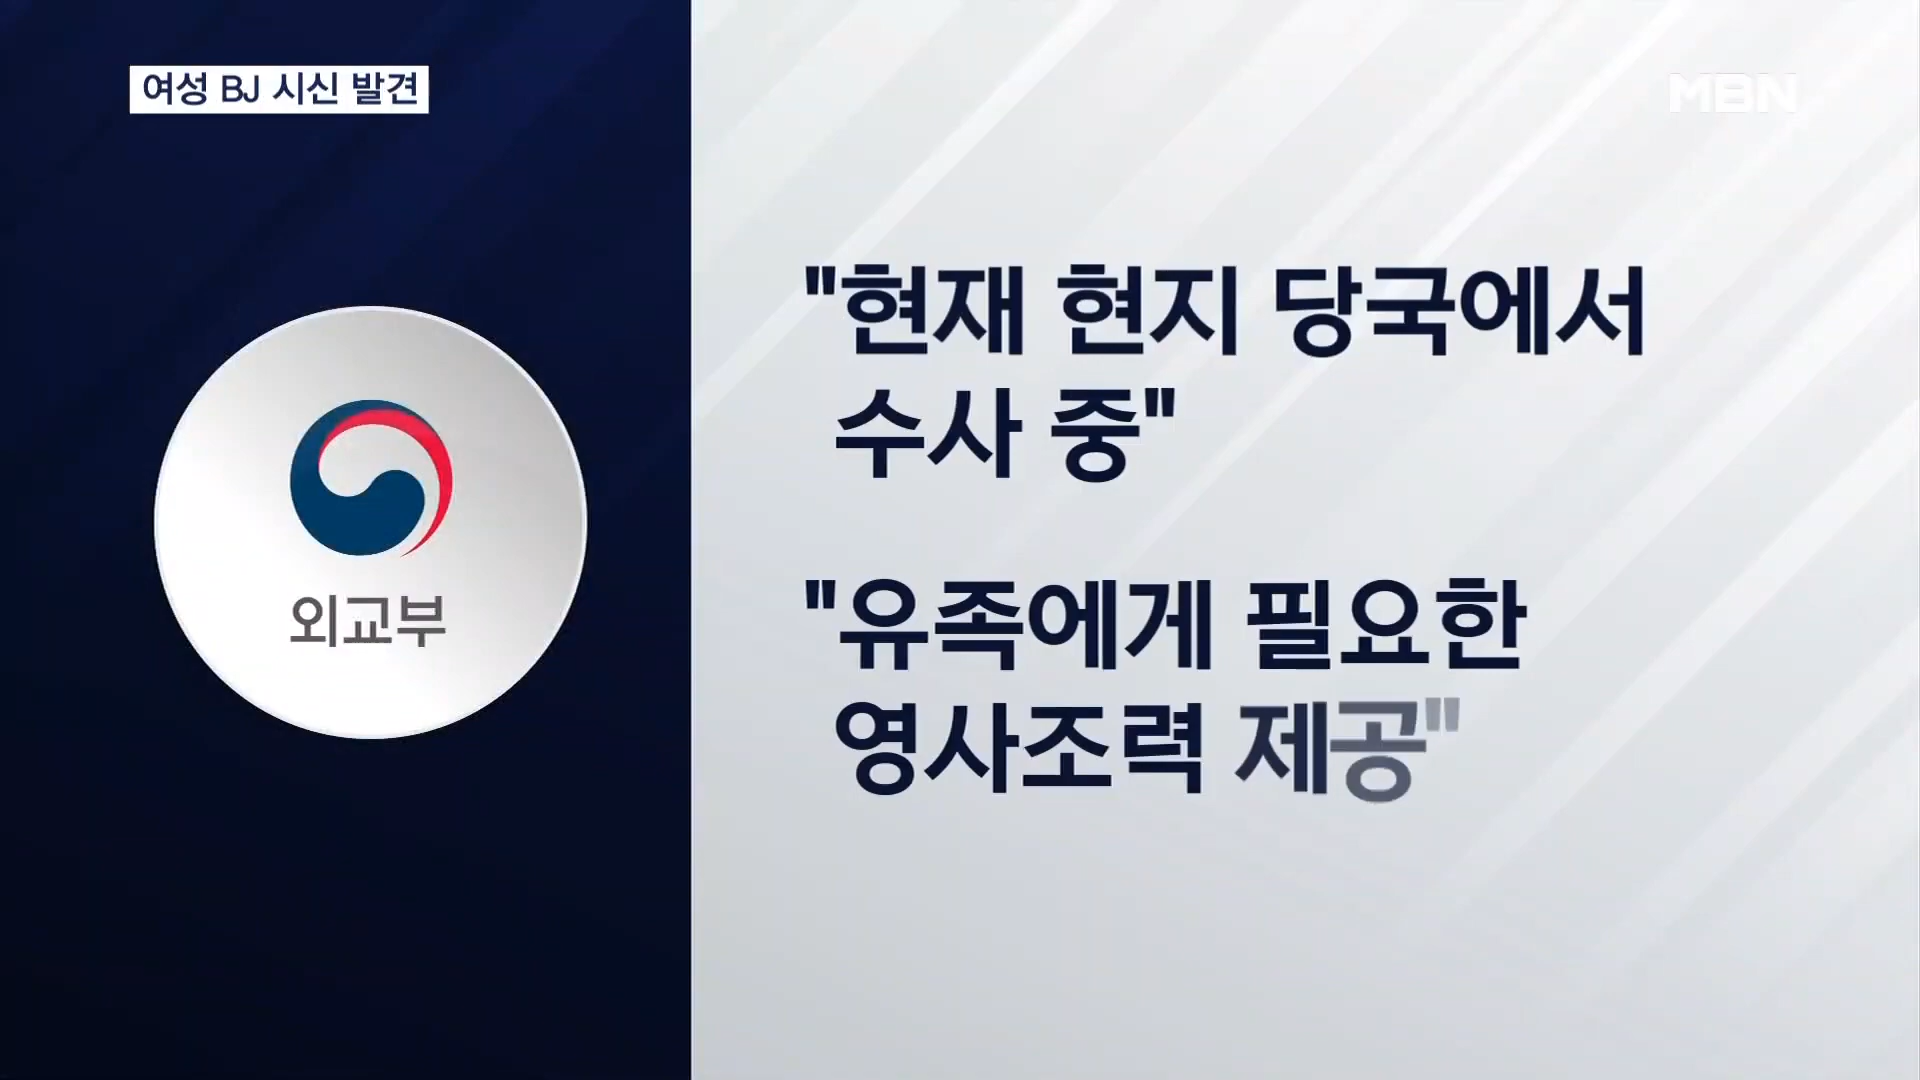 여성 BJ 시신 발견
MBN
외교부
"현재 현지 당국에서
수사 중"
"유족에게 필요한
영사조력 제공"